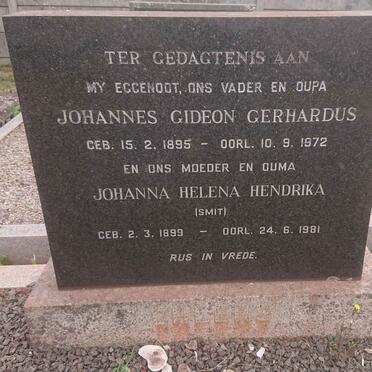 TER GEDAGTENIS AAN
MY EGGENOOT, ONS VADER EN OUPA
JOHANNES GIDEON GERHARDUS
GEB. 15. 2. 1895 – OORL. 10. 9. 1972
EN ONS MOEDER EN OUMA
JOHANNA HELENA HENDRIKA
(SMIT)
GEB. 2. 3. 1899 – OORL. 24. 6. 1981
RUS IN VREDE.